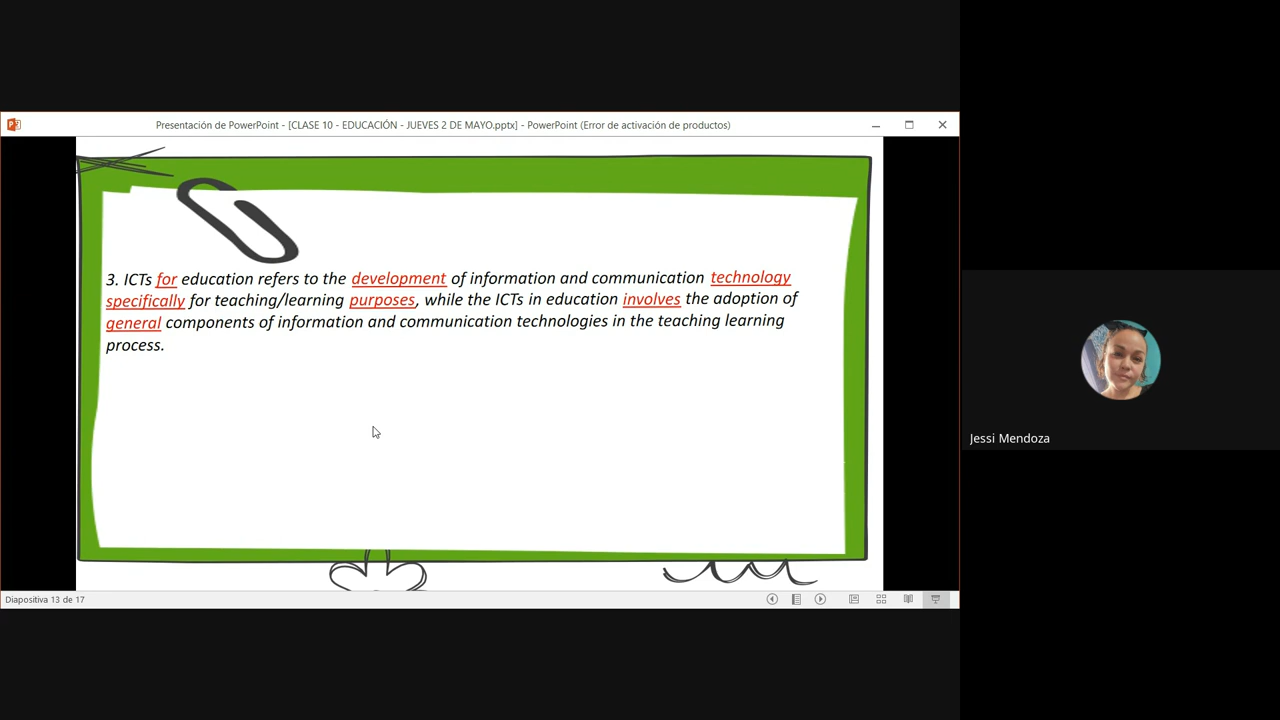 Presentación de PowerPoint - [CLASE 10 - EDUCACIÓN - JUEVES 2 DE MAYO.pptx] - PowerPoint (Error de activación de productos)
3. ICTs for education refers to the development of information and communication technology
specifically for teaching/learning purposes, while the ICTs in education involves the adoption of
general components of information and communication technologies in the teaching learning
process.
Jessi Mendoza
Diapositiva 13 de 17